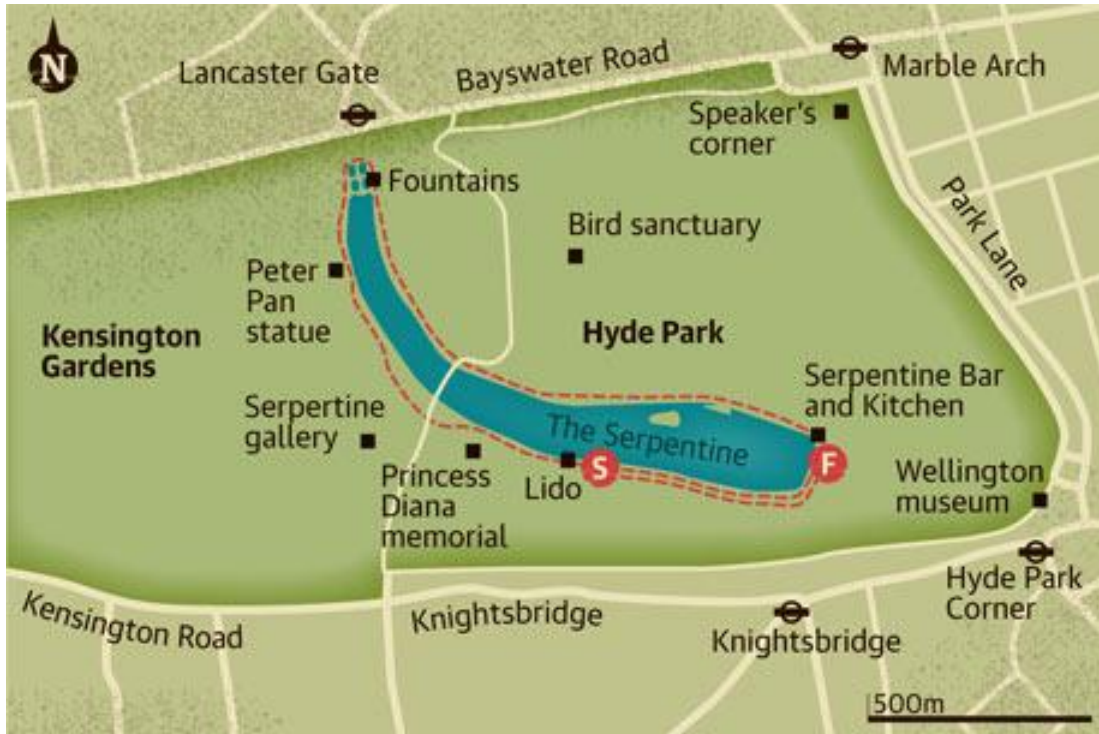 N
Lancaster Gate
Bayswater Road
Marble Arch
Speaker's
corner
Fountains
Park Lane
Bird sanctuary
Peter
Pan
statue
Kensington
Gardens
Hyde Park
Serpertine
gallery
Serpentine Bar
and Kitchen
The Serpentine
Princess
Diana
memorial
Lido
S
F
Wellington
museum
Hyde Park
Corner
Kensington Road
Knightsbridge
Knightsbridge
500m